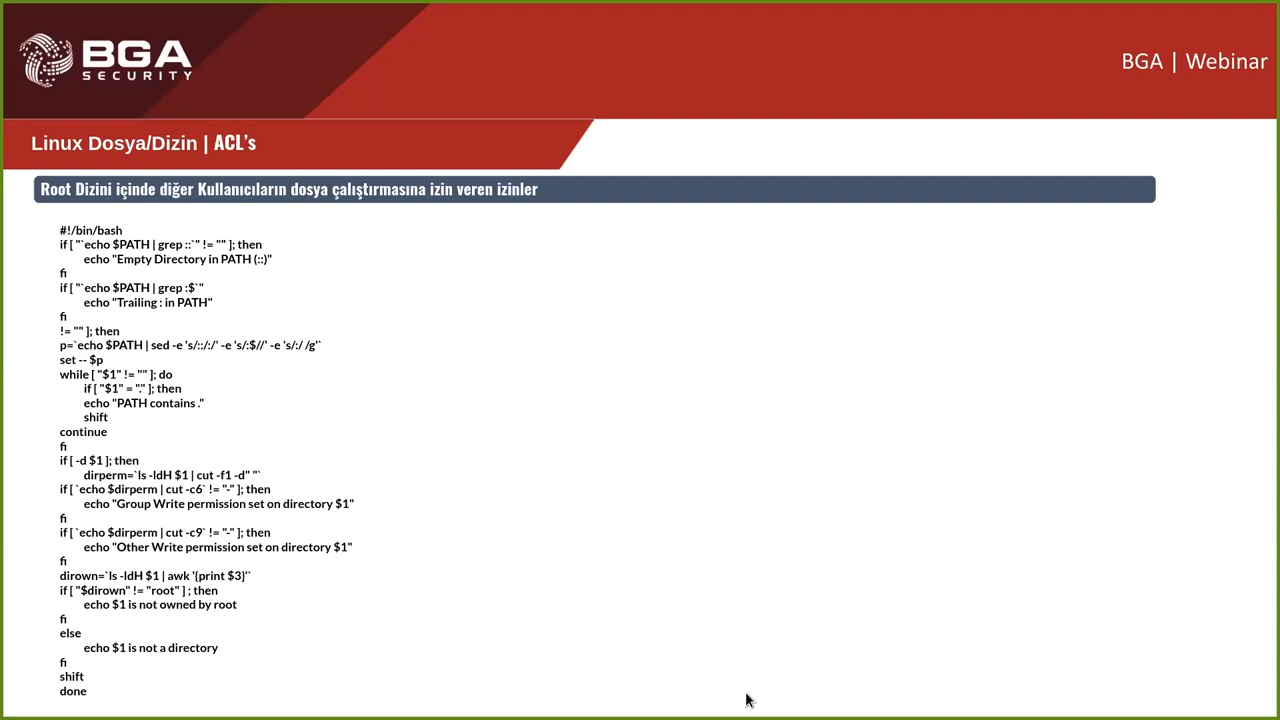 BGA
SECURITY
BGA | Webinar
Linux Dosya/Dizin | ACL's
Root Dizini içinde diğer Kullanıcıların dosya çalıştırmasına izin veren izinler
#!/bin/bash
if [ "`echo $PATH | grep ::`" != "" ]; then
echo "Empty Directory in PATH (::)"
fi
if [ "`echo $PATH | grep :$`"
echo "Trailing : in PATH"
fi
!= "" ]; then
p=`echo $PATH | sed -e 's/::/:/' -e 's/:$//' -e 's/:/ /g'`
set -- $p
while [ "$1" != "" ]; do
if [ "$1" = "." ]; then
echo "PATH contains ."
shift
continue
fi
if [ -d $1 ]; then
dirperm=`ls -ldH $1 | cut -f1 -d" "`
if [ `echo $dirperm | cut -c6` != "-" ]; then
echo "Group Write permission set on directory $1"
fi
if [ `echo $dirperm | cut -c9` != "-" ]; then
echo "Other Write permission set on directory $1"
fi
dirown=`ls -ldH $1 | awk '{print $3}'`
if [ "$dirown" != "root" ] ; then
echo $1 is not owned by root
fi
else
echo $1 is not a directory
fi
shift
done